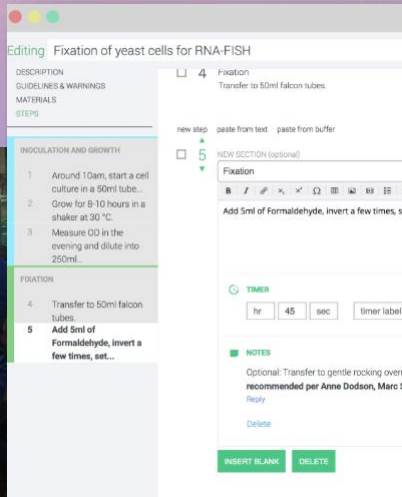 Editing Fixation of yeast cells for RNA-FISH
DESCRIPTION
GUIDELINES & WARNINGS
MATERIALS
STEPS
INOCULATION AND GROWTH
1 Around 10am, start a cell
culture in a 50ml tube...
2 Grow for 8-10 hours in a
shaker at 30 °C.
3 Measure OD in the
evening and dilute into
250ml...
FIXATION
4 Transfer to 50ml falcon
tubes.
5 Add 5ml of
Formaldehyde, invert a
few times, set...
4 Fixation
Transfer to 50ml falcon tubes.
new step paste from text paste from buffer
5 NEW SECTION (optional)
Fixation
B I x, x' Ω
Add 5ml of Formaldehyde, invert a few times, s
TIMER
hr 45 sec timer label
NOTES
Optional: Transfer to gentle rocking over
recommended per Anne Dodson, Marc
Reply
Delete
INSERT BLANK DELETE